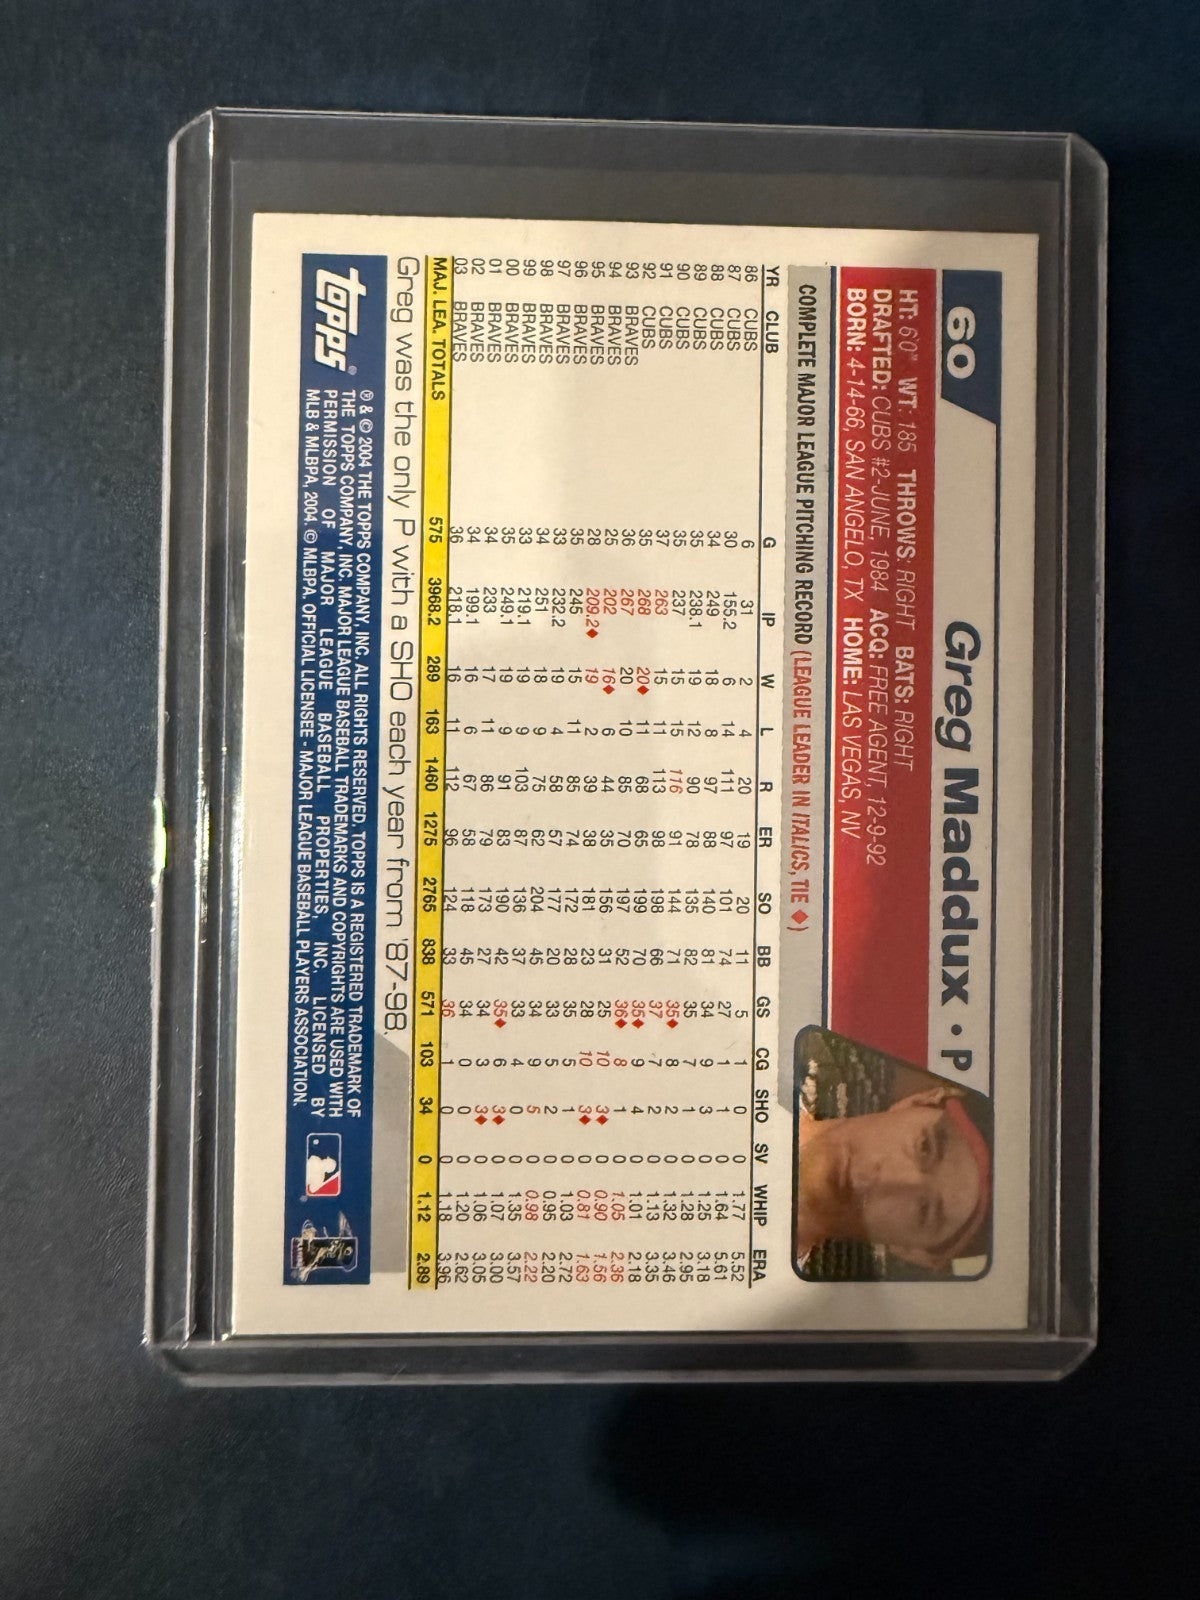 60
Greg Maddux • P
HT: 6'0" WT: 185 THROWS: RIGHT BATS: RIGHT
DRAFTED: CUBS #2-JUNE, 1984 ACQ: FREE AGENT, 12-9-92
BORN: 4-14-66, SAN ANGELO, TX HOME: LAS VEGAS, NV
COMPLETE MAJOR LEAGUE PITCHING RECORD (LEAGUE LEADER IN ITALICS, TIE ♦)
YR CLUB G IP W L R ER SO BB GS CG SHO SV WHIP ERA
86 CUBS 6 31 2 4 20 19 20 11 5 1 0 0 1.77 5.52
87 CUBS 30 155.2 6 14 111 97 101 74 27 1 1 0 1.64 5.61
88 CUBS 34 249 18 8 97 88 140 81 34 9 3 0 1.25 3.18
89 CUBS 35 238.1 19 12 90 78 135 82 35 7 1 0 1.28 2.95
90 CUBS 35 237 15 15 116 91 144 71 35♦ 8 2 0 1.32 3.46
91 CUBS 37 263 15 11 113 98 198 66 37 7 2 0 1.13 3.35
92 CUBS 35 268 20♦ 11 68 65 199 70 35♦ 9 4 0 1.01 2.18
93 BRAVES 36 267 20 10 85 70 197 52 36♦ 8 1 0 1.05 2.36
94 BRAVES 25 202 16♦ 6 44 35 156 31 25 10 3♦ 0 0.90 1.56
95 BRAVES 28 209.2♦ 19 2 39 38 181 23 28 10 3♦ 0 0.81 1.63
96 BRAVES 35 245 15 11 85 74 172 28 35 5 1 0 1.03 2.72
97 BRAVES 33 232.2 19 4 58 57 177 20 33 5 2 0 0.95 2.20
98 BRAVES 34 251 18 9 75 62 204 45 34 9 5 0 0.98 2.22
99 BRAVES 33 219.1 19 9 103 87 136 37 33 4 0 0 1.35 3.57
00 BRAVES 35 249.1 19 9 91 83 190 42 35♦ 6 3♦ 0 1.07 3.00
01 BRAVES 34 233 17 11 86 79 173 27 34 3 3♦ 0 1.06 3.05
02 BRAVES 34 199.1 16 6 67 58 118 45 34 0 0 0 1.20 2.62
03 BRAVES 36 218.1 16 11 112 96 124 33 36 1 0 0 1.18 3.96
MAJ. LEA. TOTALS 575 3968.2 289 163 1460 1275 2765 838 571 103 34 0 1.12 2.89
Greg was the only P with a SHO each year from '87-98.
topps®
® & © 2004 THE TOPPS COMPANY, INC. ALL RIGHTS RESERVED. TOPPS IS A REGISTERED TRADEMARK OF
THE TOPPS COMPANY, INC. MAJOR LEAGUE BASEBALL TRADEMARKS AND COPYRIGHTS ARE USED WITH
PERMISSION OF MAJOR LEAGUE BASEBALL PROPERTIES, INC. LICENSED BY
MLB & MLBPA, 2004. © MLBPA. OFFICIAL LICENSEE - MAJOR LEAGUE BASEBALL PLAYERS ASSOCIATION.